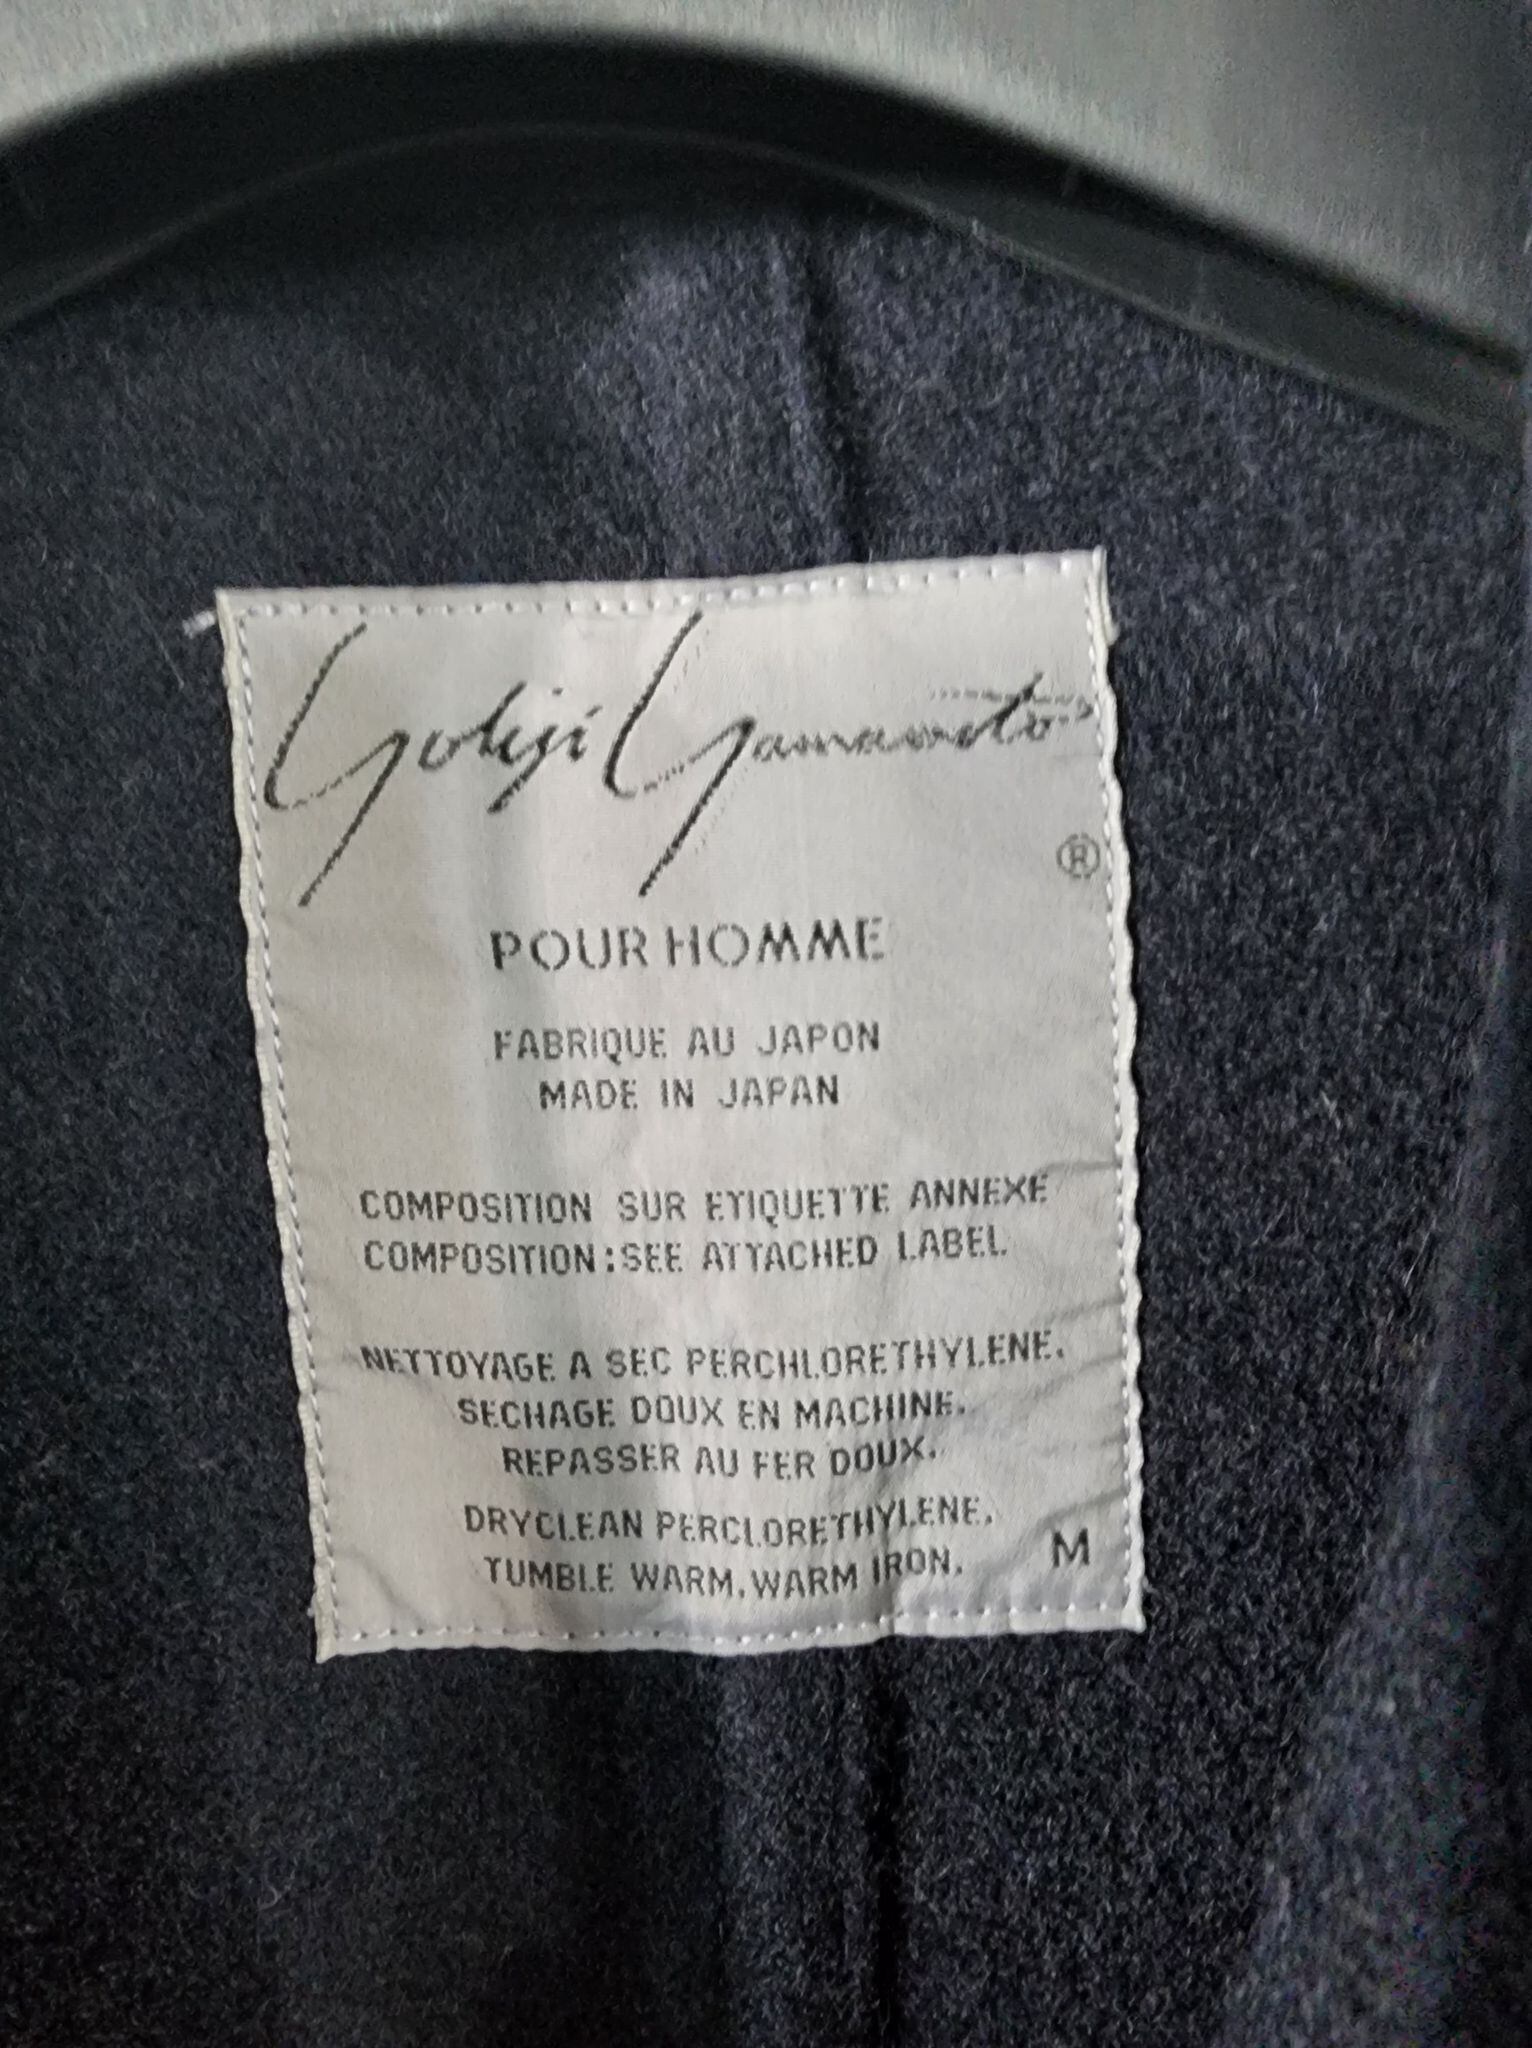 Yohji Yamamoto
®
POUR HOMME
FABRIQUE AU JAPON
MADE IN JAPAN
COMPOSITION SUR ETIQUETTE ANNEXE
COMPOSITION:SEE ATTACHED LABEL
NETTOYAGE A SEC PERCHLORETHYLENE.
SECHAGE DOUX EN MACHINE.
REPASSER AU FER DOUX.
DRYCLEAN PERCLORETHYLENE.
TUMBLE WARM.WARM IRON. M